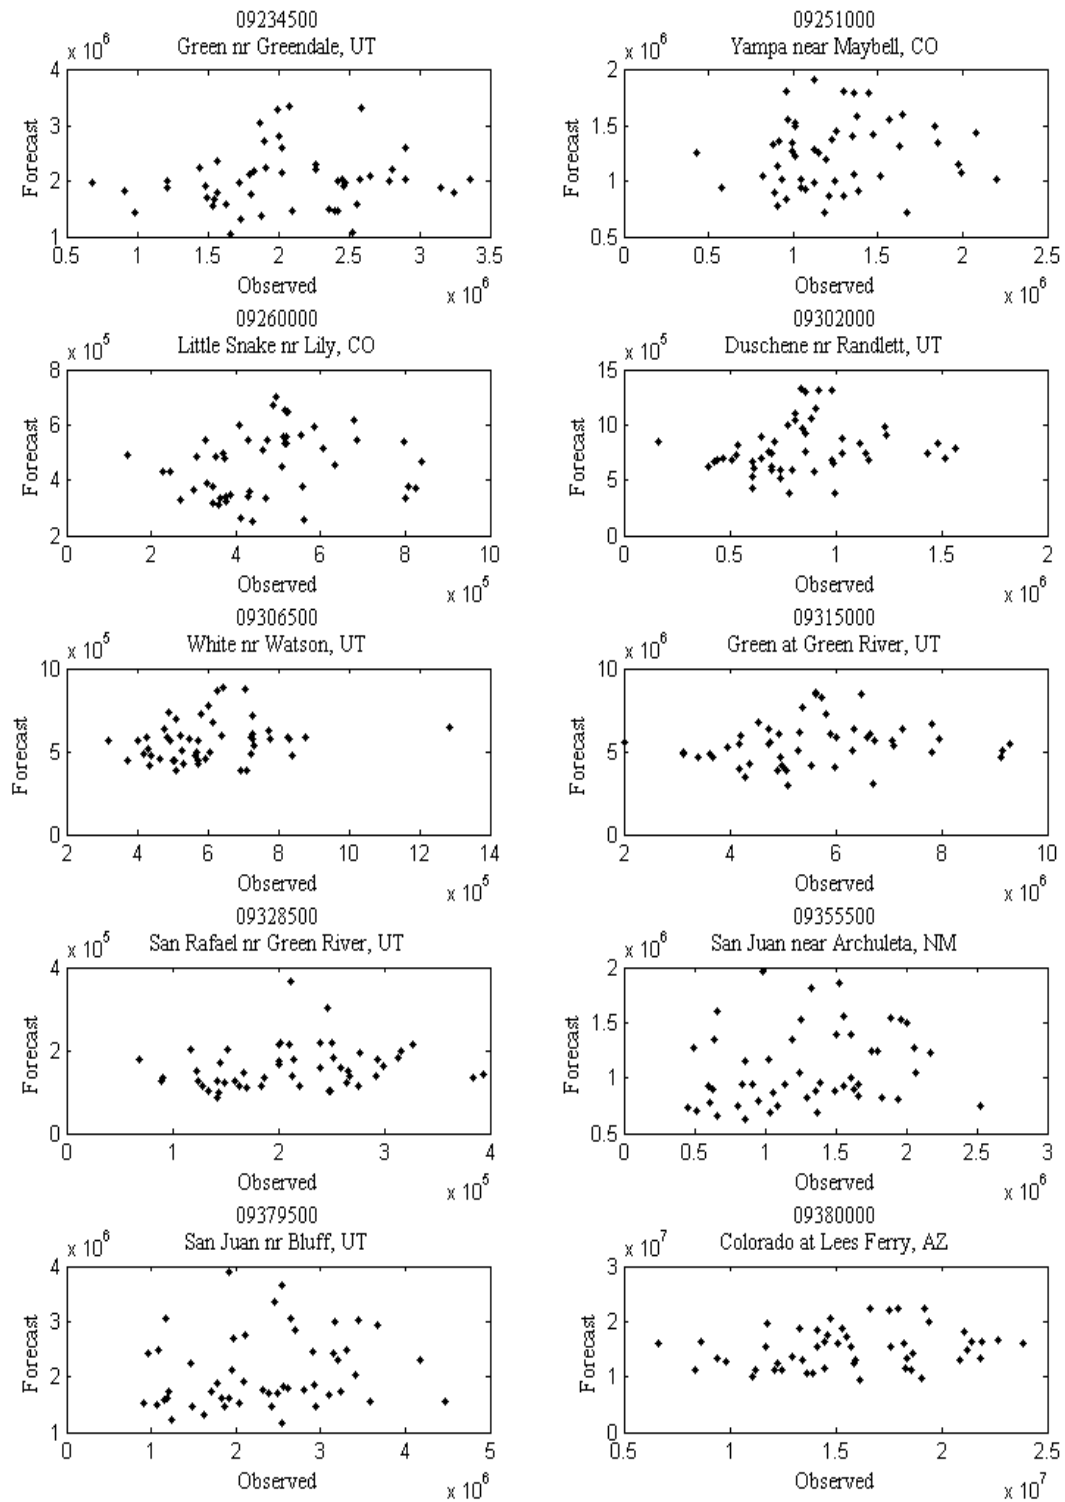 09234500
Green nr Greendale, UT
x 10^6
4
3
2
1
Forecast
0.5 1 1.5 2 2.5 3 3.5
Observed
x 10^6
09251000
Yampa near Maybell, CO
x 10^6
2
1.5
1
0.5
Forecast
0 0.5 1 1.5 2 2.5
Observed
x 10^6
09260000
Little Snake nr Lily, CO
x 10^5
8
6
4
2
Forecast
0 2 4 6 8 10
Observed
x 10^5
09302000
Duschene nr Randlett, UT
x 10^5
15
10
5
0
Forecast
0 0.5 1 1.5 2
Observed
x 10^6
09306500
White nr Watson, UT
x 10^5
10
5
0
Forecast
2 4 6 8 10 12 14
Observed
x 10^5
09315000
Green at Green River, UT
x 10^6
10
5
0
Forecast
2 4 6 8 10
Observed
x 10^6
09328500
San Rafael nr Green River, UT
x 10^5
4
2
0
Forecast
0 1 2 3 4
Observed
x 10^5
09355500
San Juan near Archuleta, NM
x 10^6
2
1.5
1
0.5
Forecast
0 0.5 1 1.5 2 2.5 3
Observed
x 10^6
09379500
San Juan nr Bluff, UT
x 10^6
4
3
2
1
Forecast
0 1 2 3 4 5
Observed
x 10^6
09380000
Colorado at Lees Ferry, AZ
x 10^7
3
2
1
0
Forecast
0.5 1 1.5 2 2.5
Observed
x 10^7